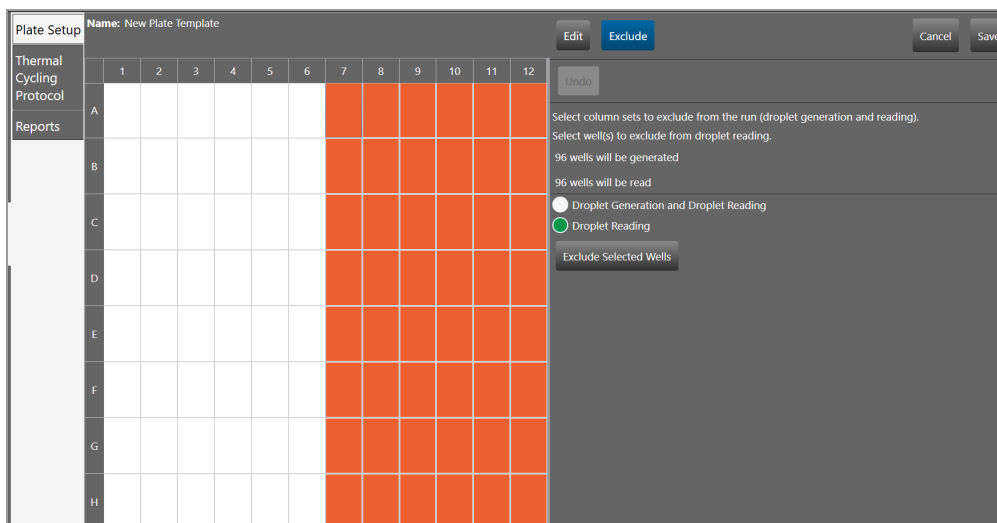 Plate Setup
Name: New Plate Template
Edit
Exclude
Cancel
Save
Thermal
Cycling
Protocol
Reports
1 2 3 4 5 6 7 8 9 10 11 12
A
B
C
D
E
F
G
H
Undo
Select column sets to exclude from the run (droplet generation and reading).
Select well(s) to exclude from droplet reading.
96 wells will be generated
96 wells will be read
Droplet Generation and Droplet Reading
Droplet Reading
Exclude Selected Wells